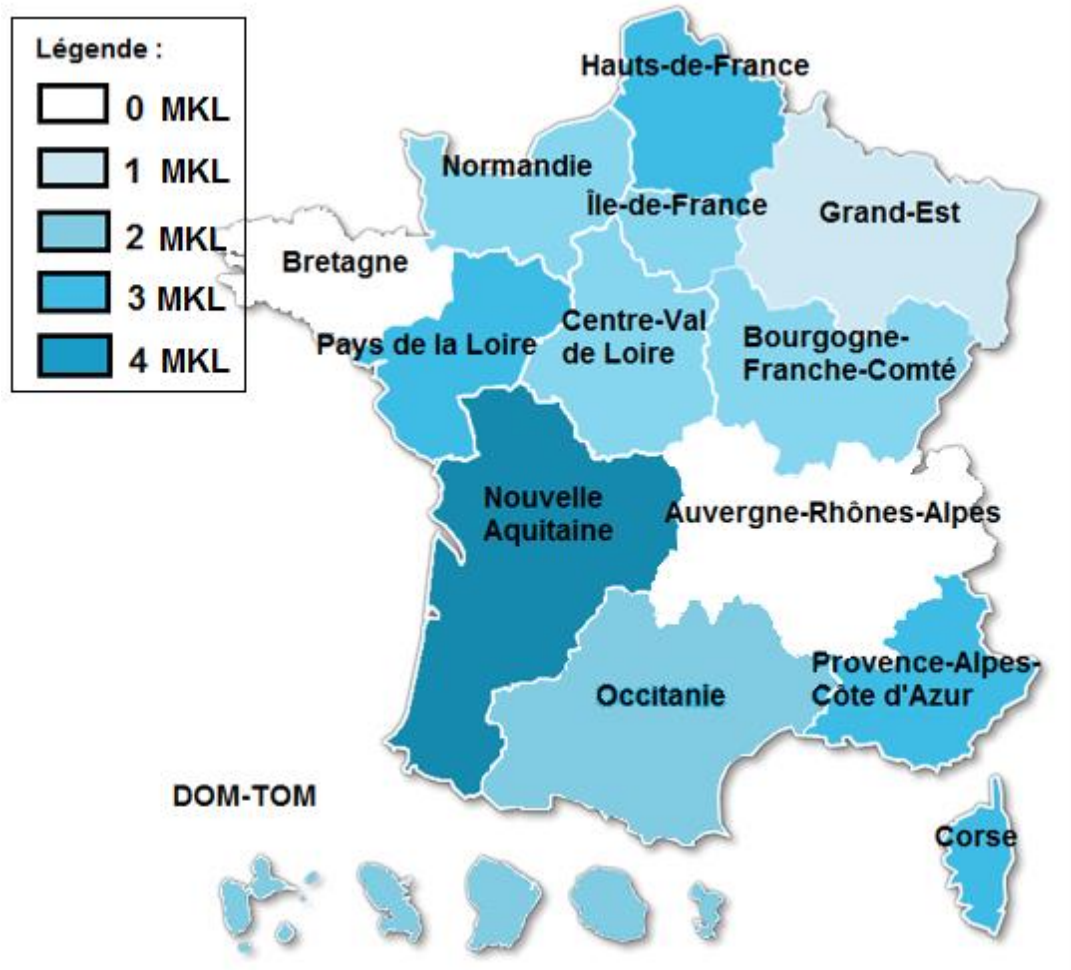 Légende :
0 MKL
1 MKL
2 MKL
3 MKL
4 MKL
Hauts-de-France
Normandie
Île-de-France
Grand-Est
Bretagne
Pays de la Loire
Centre-Val
de Loire
Bourgogne-
Franche-Comté
Nouvelle
Aquitaine
Auvergne-Rhônes-Alpes
Occitanie
Provence-Alpes-
Côte d'Azur
DOM-TOM
Corse